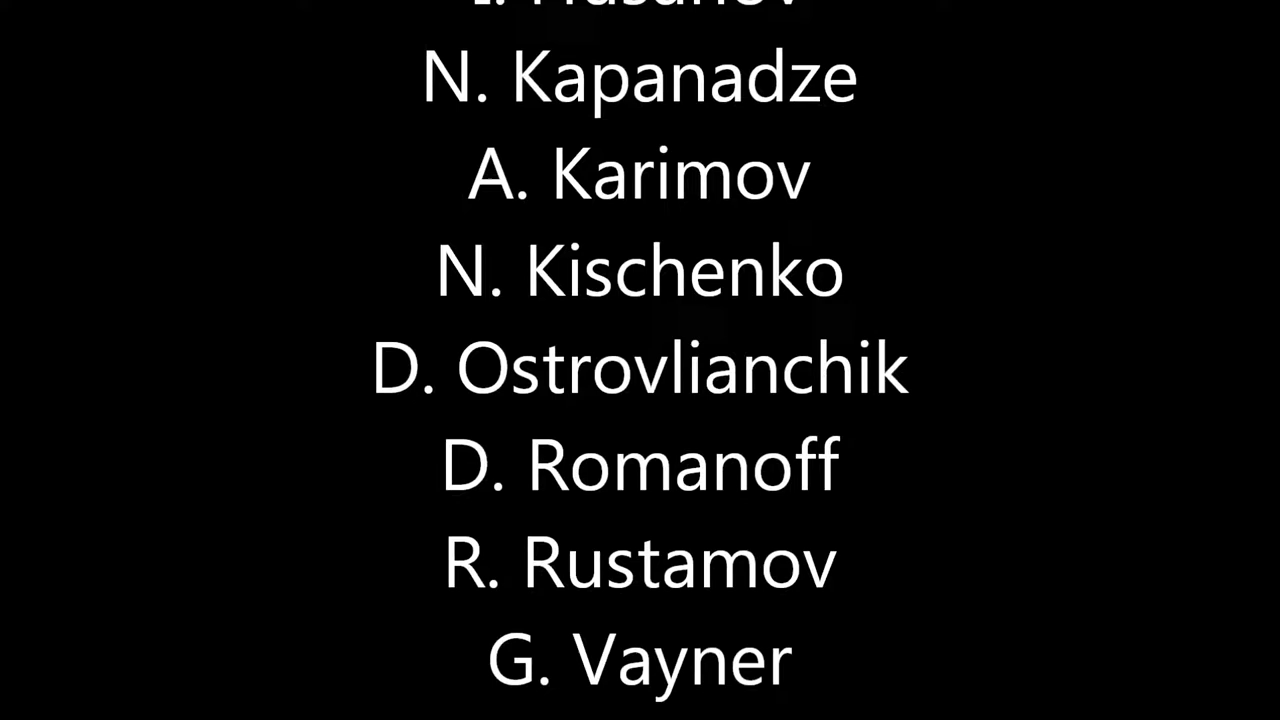 N. Kapanadze
A. Karimov
N. Kischenko
D. Ostrovlianchik
D. Romanoff
R. Rustamov
G. Vayner